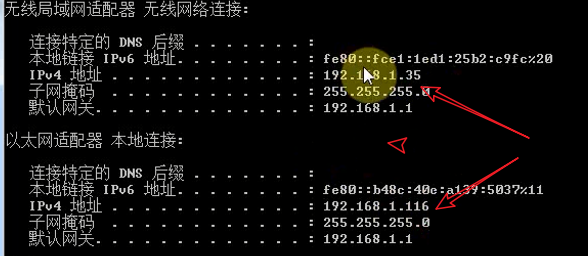 无线局域网适配器 无线网络连接:
连接特定的 DNS 后缀 . . . . . . . :
本地链接 IPv6 地址. . . . . . . . : fe80::fce1:1ed1:25b2:c9fc%20
IPv4 地址 . . . . . . . . . . . . : 192.168.1.35
子网掩码 . . . . . . . . . . . . : 255.255.255.0
默认网关. . . . . . . . . . . . . : 192.168.1.1
以太网适配器 本地连接:
连接特定的 DNS 后缀 . . . . . . . :
本地链接 IPv6 地址. . . . . . . . : fe80::b48c:40e:a139:5037%11
IPv4 地址 . . . . . . . . . . . . : 192.168.1.116
子网掩码 . . . . . . . . . . . . : 255.255.255.0
默认网关. . . . . . . . . . . . . : 192.168.1.1